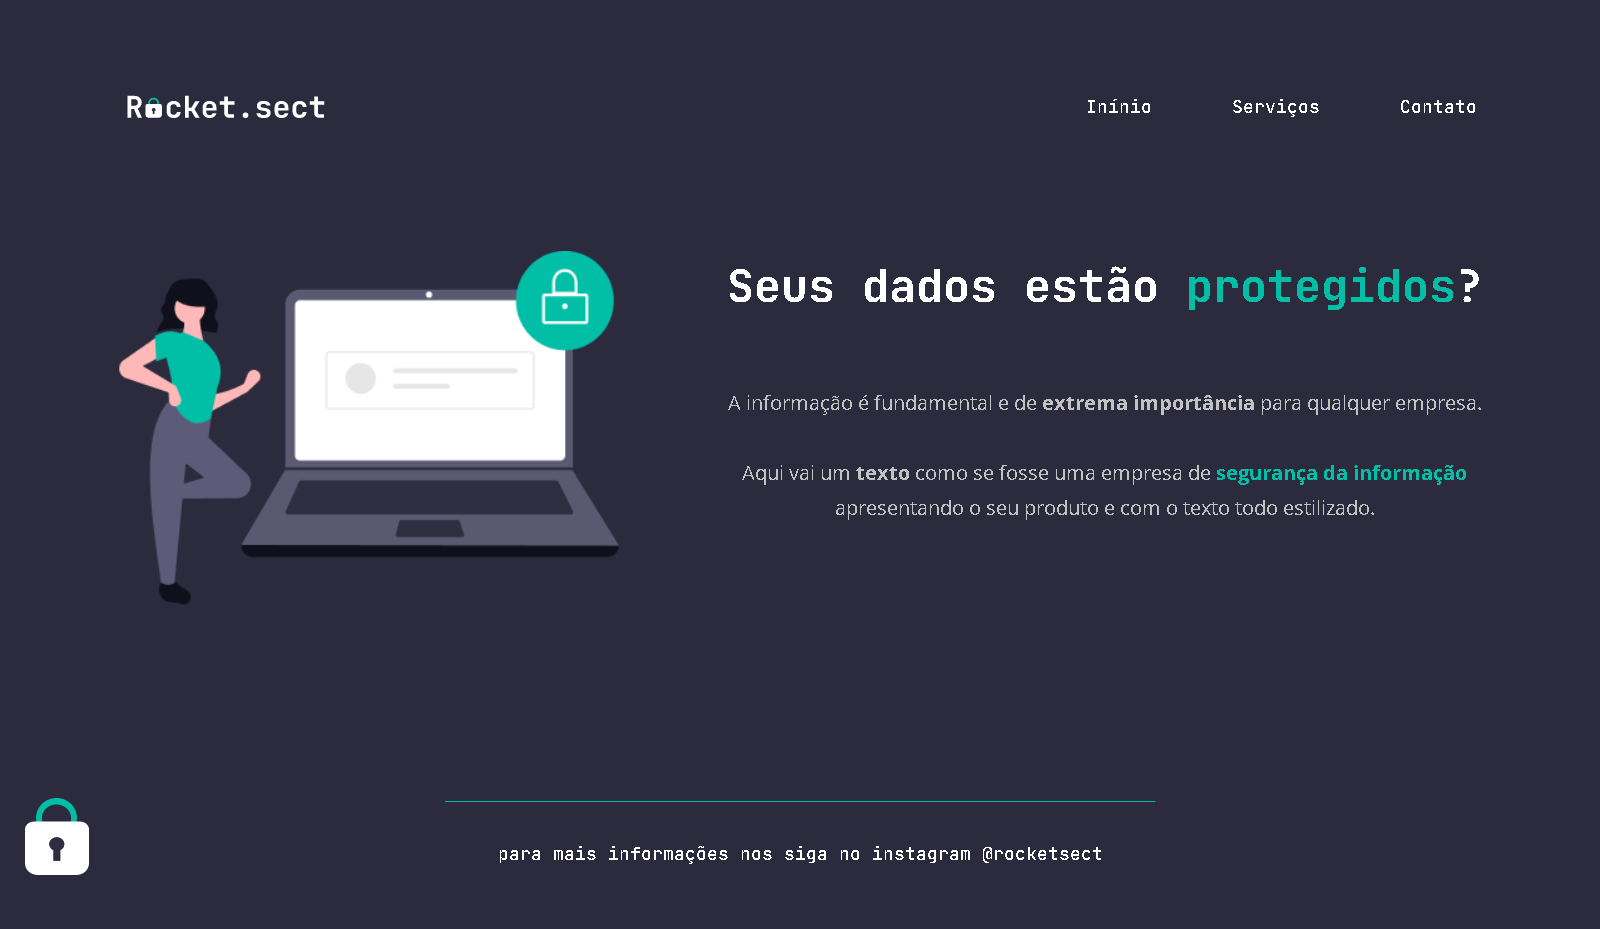 Rocket.sect
Inínio Serviços Contato
Seus dados estão protegidos?
A informação é fundamental e de extrema importância para qualquer empresa.
Aqui vai um texto como se fosse uma empresa de segurança da informação
apresentando o seu produto e com o texto todo estilizado.
para mais informações nos siga no instagram @rocketsect